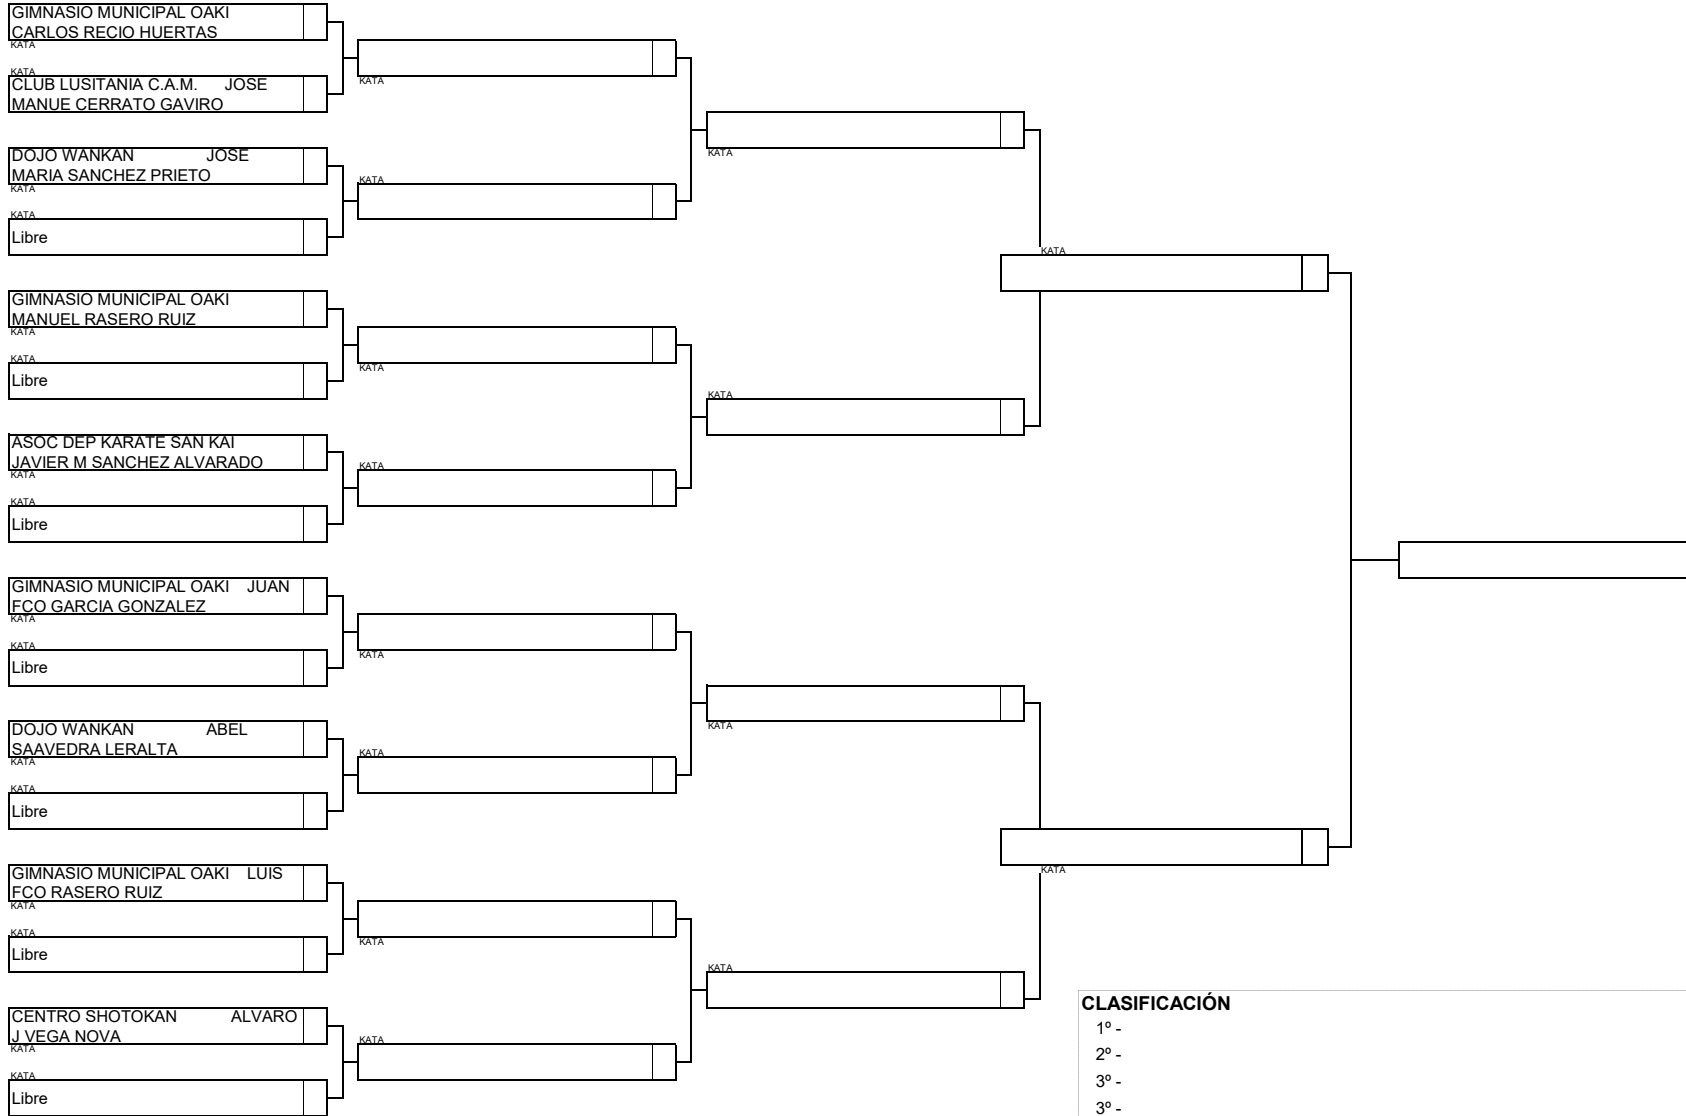 GIMNASIO MUNICIPAL OAKI
CARLOS RECIO HUERTAS
KATA
KATA
CLUB LUSITANIA C.A.M. JOSE
MANUE CERRATO GAVIRO
DOJO WANKAN JOSE
MARIA SANCHEZ PRIETO
KATA
KATA
Libre
GIMNASIO MUNICIPAL OAKI
MANUEL RASERO RUIZ
KATA
KATA
Libre
ASOC DEP KARATE SAN KAI
JAVIER M SANCHEZ ALVARADO
KATA
KATA
Libre
GIMNASIO MUNICIPAL OAKI JUAN
FCO GARCIA GONZALEZ
KATA
KATA
Libre
DOJO WANKAN ABEL
SAAVEDRA LERALTA
KATA
KATA
Libre
GIMNASIO MUNICIPAL OAKI LUIS
FCO RASERO RUIZ
KATA
KATA
Libre
CENTRO SHOTOKAN ALVARO
J VEGA NOVA
KATA
KATA
Libre
KATA
KATA
KATA
KATA
KATA
KATA
KATA
KATA
KATA
KATA
KATA
KATA
KATA
KATA
CLASIFICACIÓN
1º -
2º -
3º -
3º -